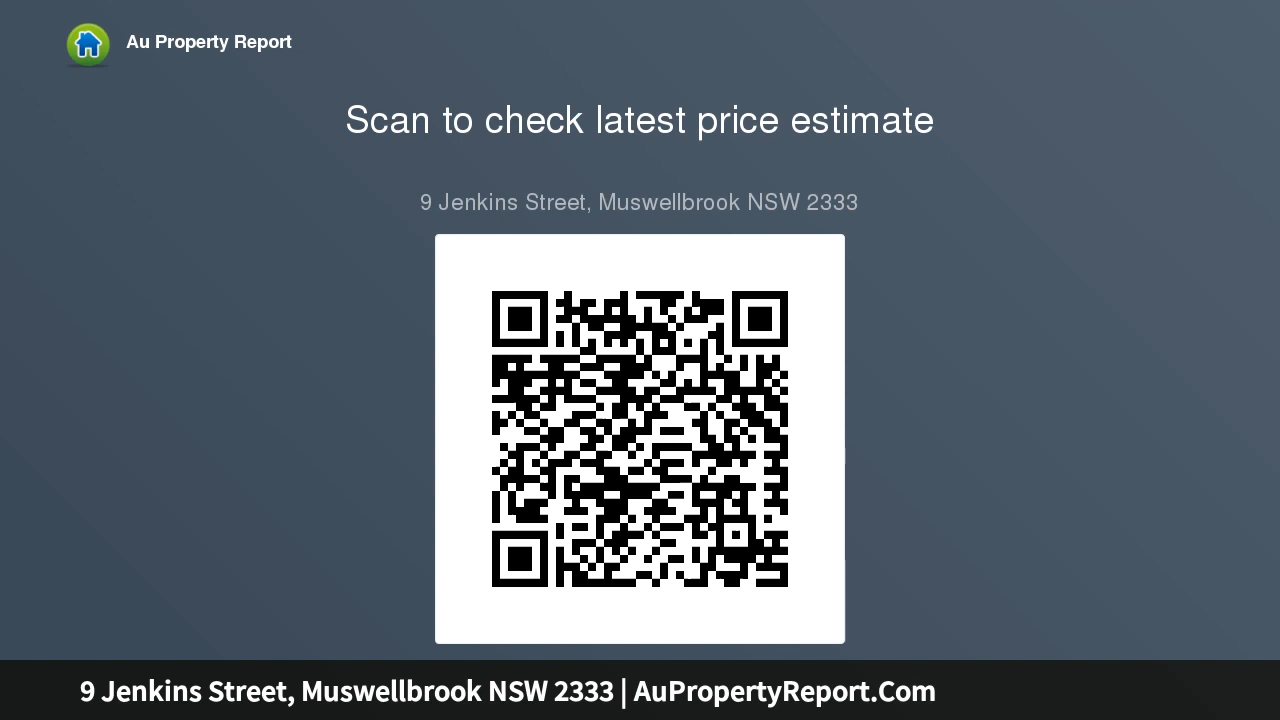 Au Property Report
Scan to check latest price estimate
9 Jenkins Street, Muswellbrook NSW 2333
9 Jenkins Street, Muswellbrook NSW 2333 | AuPropertyReport.Com